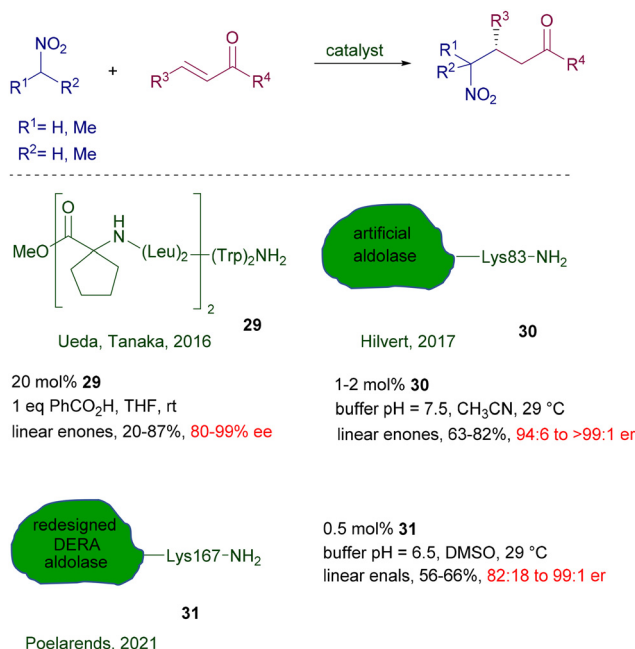 NO₂
R¹ R²
+
O
R³ R⁴
catalyst
R³ O
R¹
R² R⁴
NO₂
R¹= H, Me
R²= H, Me
O
MeO
H
N
(Leu)₂
(Trp)₂NH₂
2
29
Ueda, Tanaka, 2016
artificial
aldolase
Lys83-NH₂
30
Hilvert, 2017
20 mol% 29
1 eq PhCO₂H, THF, rt
linear enones, 20-87%, 80-99% ee
1-2 mol% 30
buffer pH = 7.5, CH₃CN, 29 °C
linear enones, 63-82%, 94:6 to >99:1 er
redesigned
DERA
aldolase
Lys167-NH₂
31
Poelarends, 2021
0.5 mol% 31
buffer pH = 6.5, DMSO, 29 °C
linear enals, 56-66%, 82:18 to 99:1 er